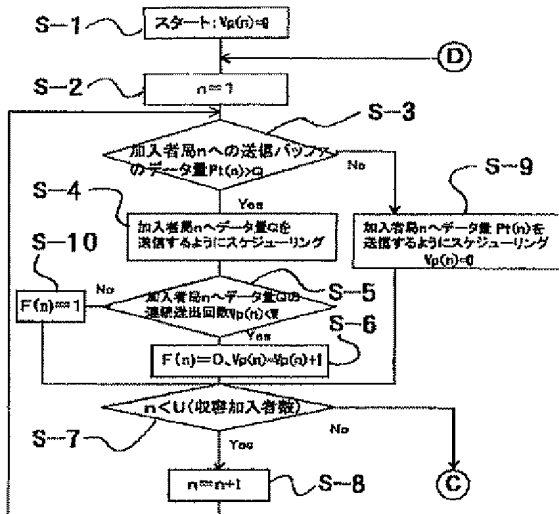 S-1
スタート:Vp(n)=0
D
S-2
n=1
S-3
加入者局nへの送信バッファ
のデータ量Pt(n)>Q
No
Yes
S-4
加入者局nへデータ量Qを
送信するようにスケジューリング
S-9
加入者局nへデータ量 Pt(n)を
送信するようにスケジューリング
Vp(n)=0
S-10
F(n)=1
No
加入者局nへデータ量Qの
連続送出回数Vp(n)<W
S-5
Yes
S-6
F(n)=0、Vp(n)=Vp(n)+1
n<U(収容加入者数)
S-7
No
Yes
n=n+1
S-8
C